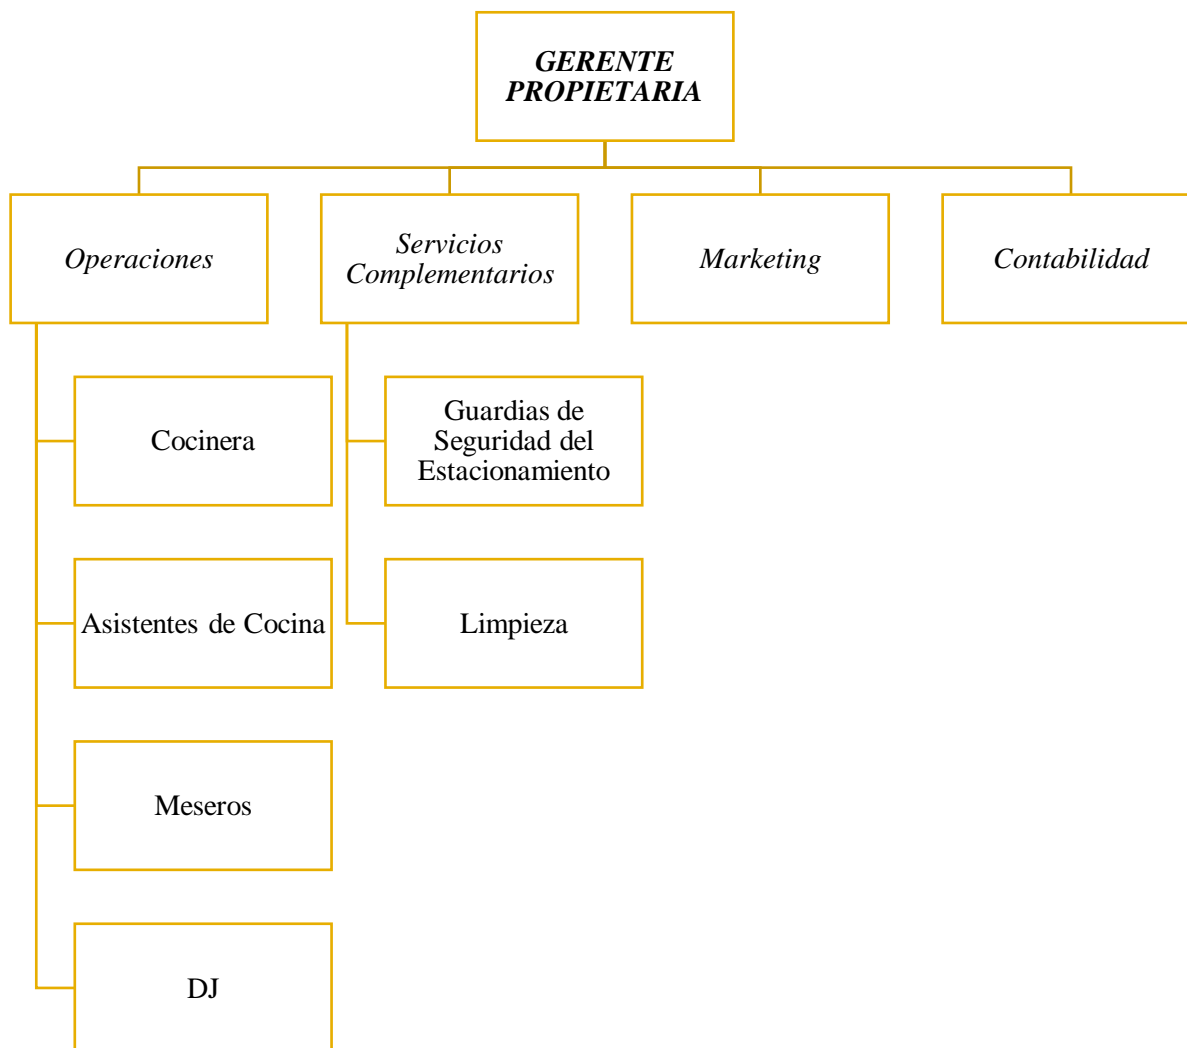 GERENTE
PROPIETARIA
Operaciones
Servicios
Complementarios
Marketing
Contabilidad
Cocinera
Guardias de
Seguridad del
Estacionamiento
Asistentes de Cocina
Limpieza
Meseros
DJ